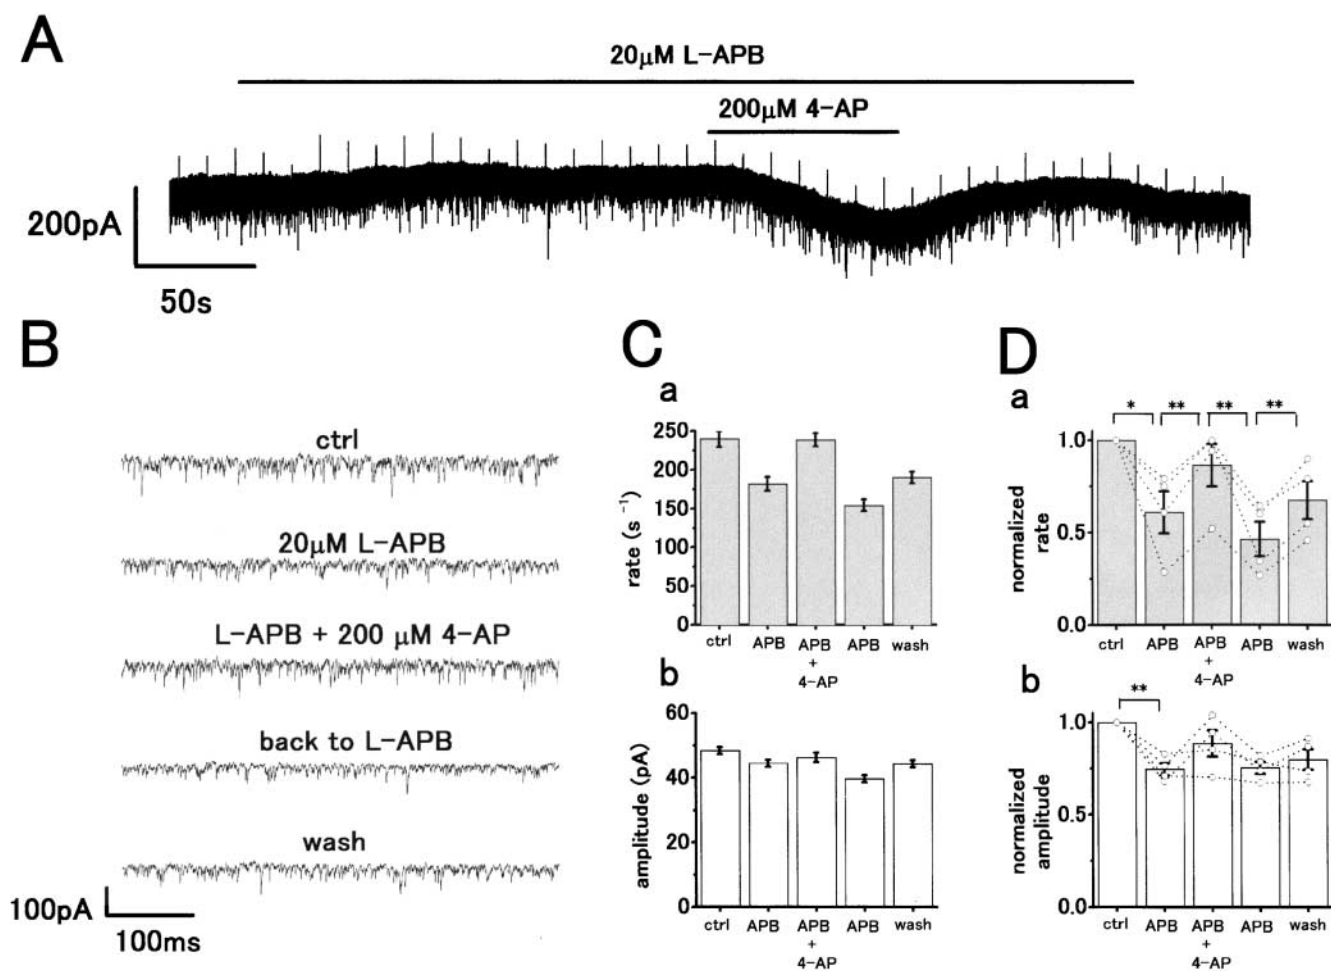 A
20μM L-APB
200μM 4-AP
200pA
50s
B
ctrl
20μM L-APB
L-APB + 200 μM 4-AP
back to L-APB
wash
100pA
100ms
C
a
250
200
150
100
50
0
rate (s⁻¹)
ctrl APB APB APB wash
+
4-AP
b
60
40
20
0
amplitude (pA)
ctrl APB APB APB wash
+
4-AP
D
a
* ** ** **
1.0
0.5
0.0
normalized
rate
ctrl APB APB APB wash
+
4-AP
b
**
1.0
0.5
0.0
normalized
amplitude
ctrl APB APB APB wash
+
4-AP